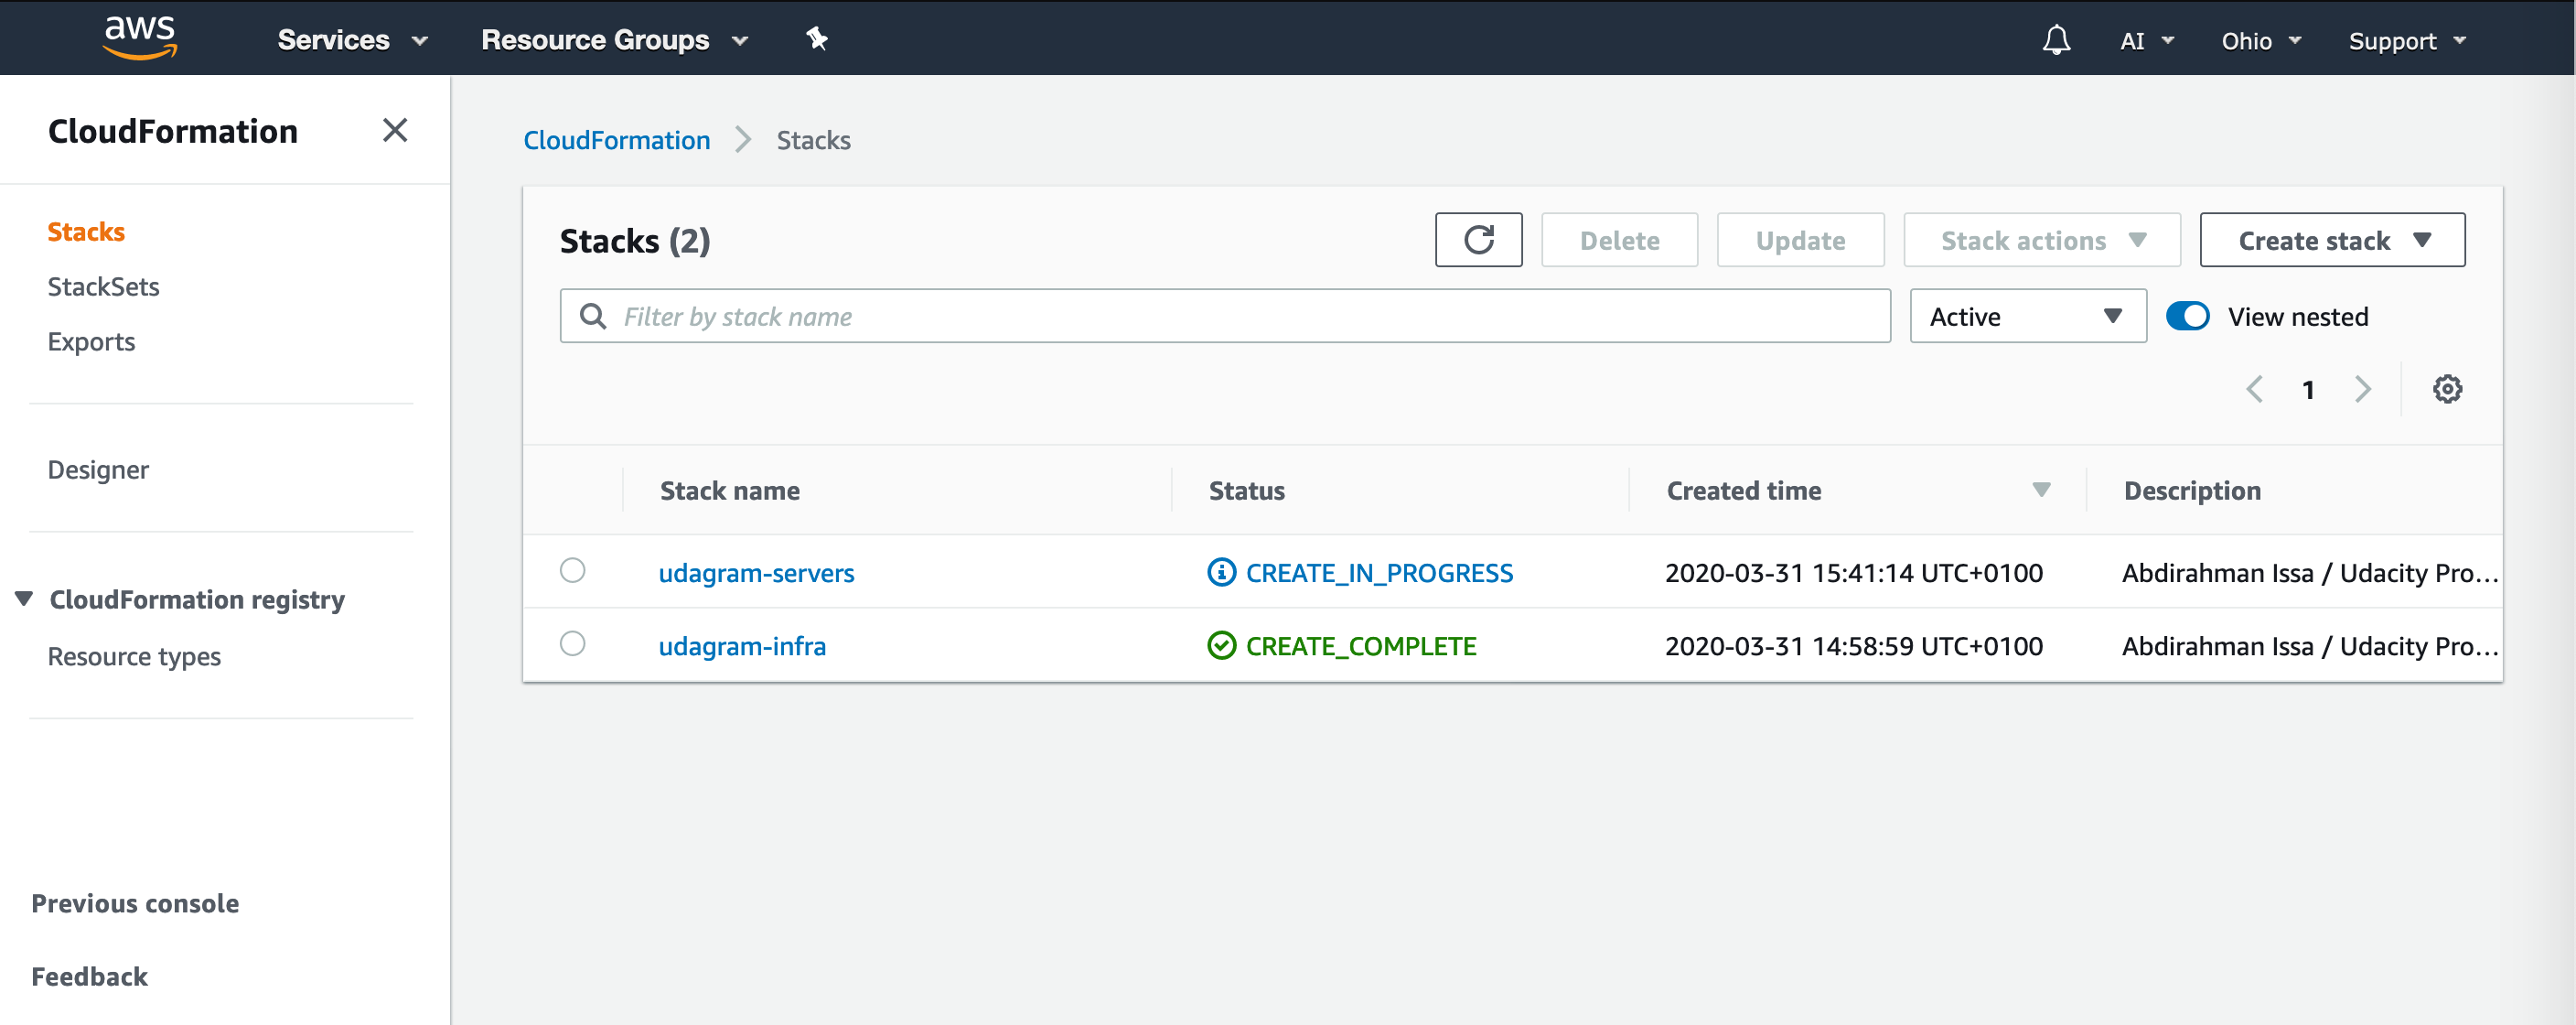 aws Services Resource Groups AI Ohio Support
CloudFormation
Stacks
StackSets
Exports
Designer
CloudFormation registry
Resource types
Previous console
Feedback
CloudFormation Stacks
Stacks (2) Delete Update Stack actions Create stack
Filter by stack name Active View nested
1
Stack name Status Created time Description
udagram-servers CREATE_IN_PROGRESS 2020-03-31 15:41:14 UTC+0100 Abdirahman Issa / Udacity Pro...
udagram-infra CREATE_COMPLETE 2020-03-31 14:58:59 UTC+0100 Abdirahman Issa / Udacity Pro...